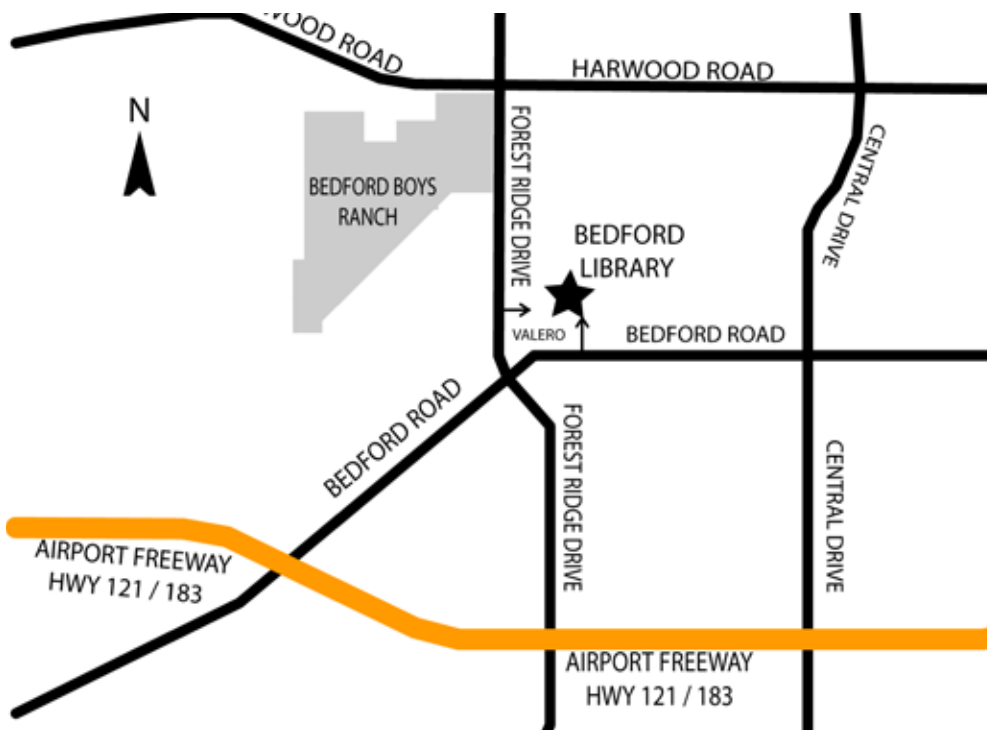 WOOD ROAD
HARWOOD ROAD
N
FOREST RIDGE DRIVE
CENTRAL DRIVE
BEDFORD BOYS
RANCH
BEDFORD
LIBRARY
VALERO
BEDFORD ROAD
BEDFORD ROAD
FOREST RIDGE DRIVE
CENTRAL DRIVE
AIRPORT FREEWAY
HWY 121 / 183
AIRPORT FREEWAY
HWY 121 / 183